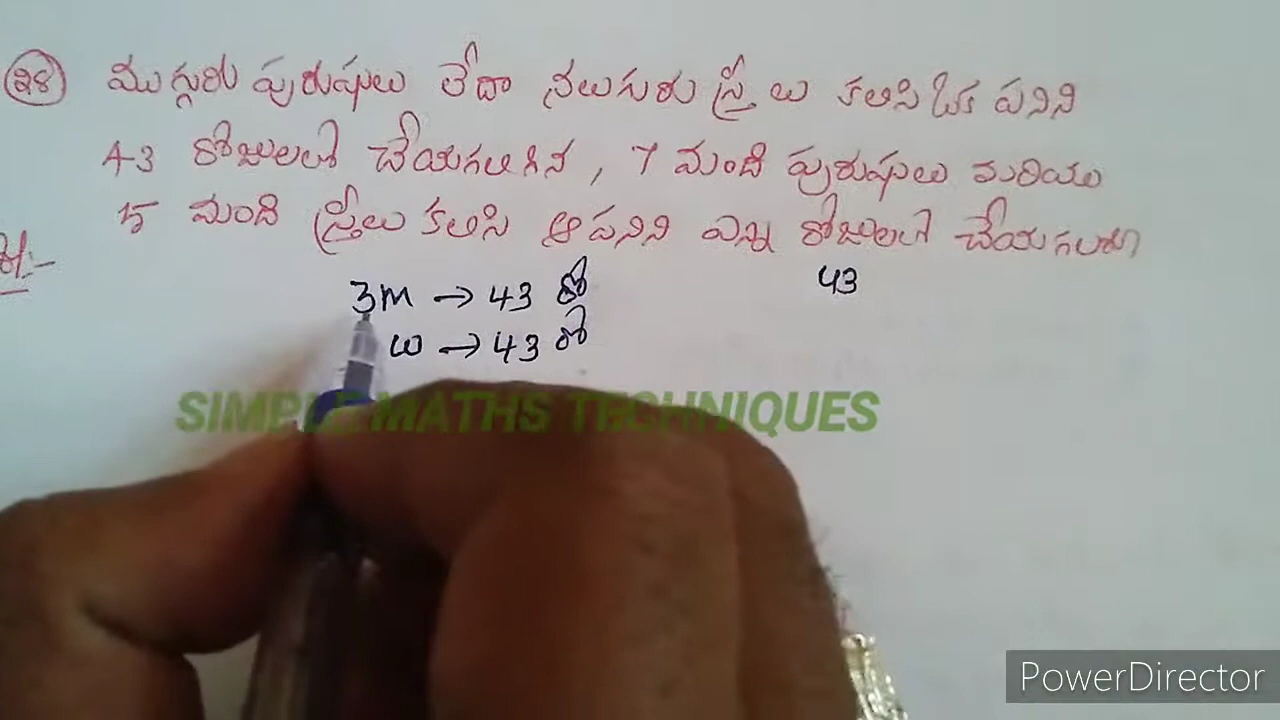 28 ముగ్గురు పురుషులు లేదా నలుగురు స్త్రీలు కలిసి ఒక పనిని
43 రోజులలో చేయగలిగిన , 7 మంది పురుషులు మరియు
15 మంది స్త్రీలు కలిసి ఆ పనిని ఎన్ని రోజులలో చేయగలరు
:-
3m → 43 రో
43
w → 43 రో
SIMPLE MATHS TECHNIQUES
PowerDirector